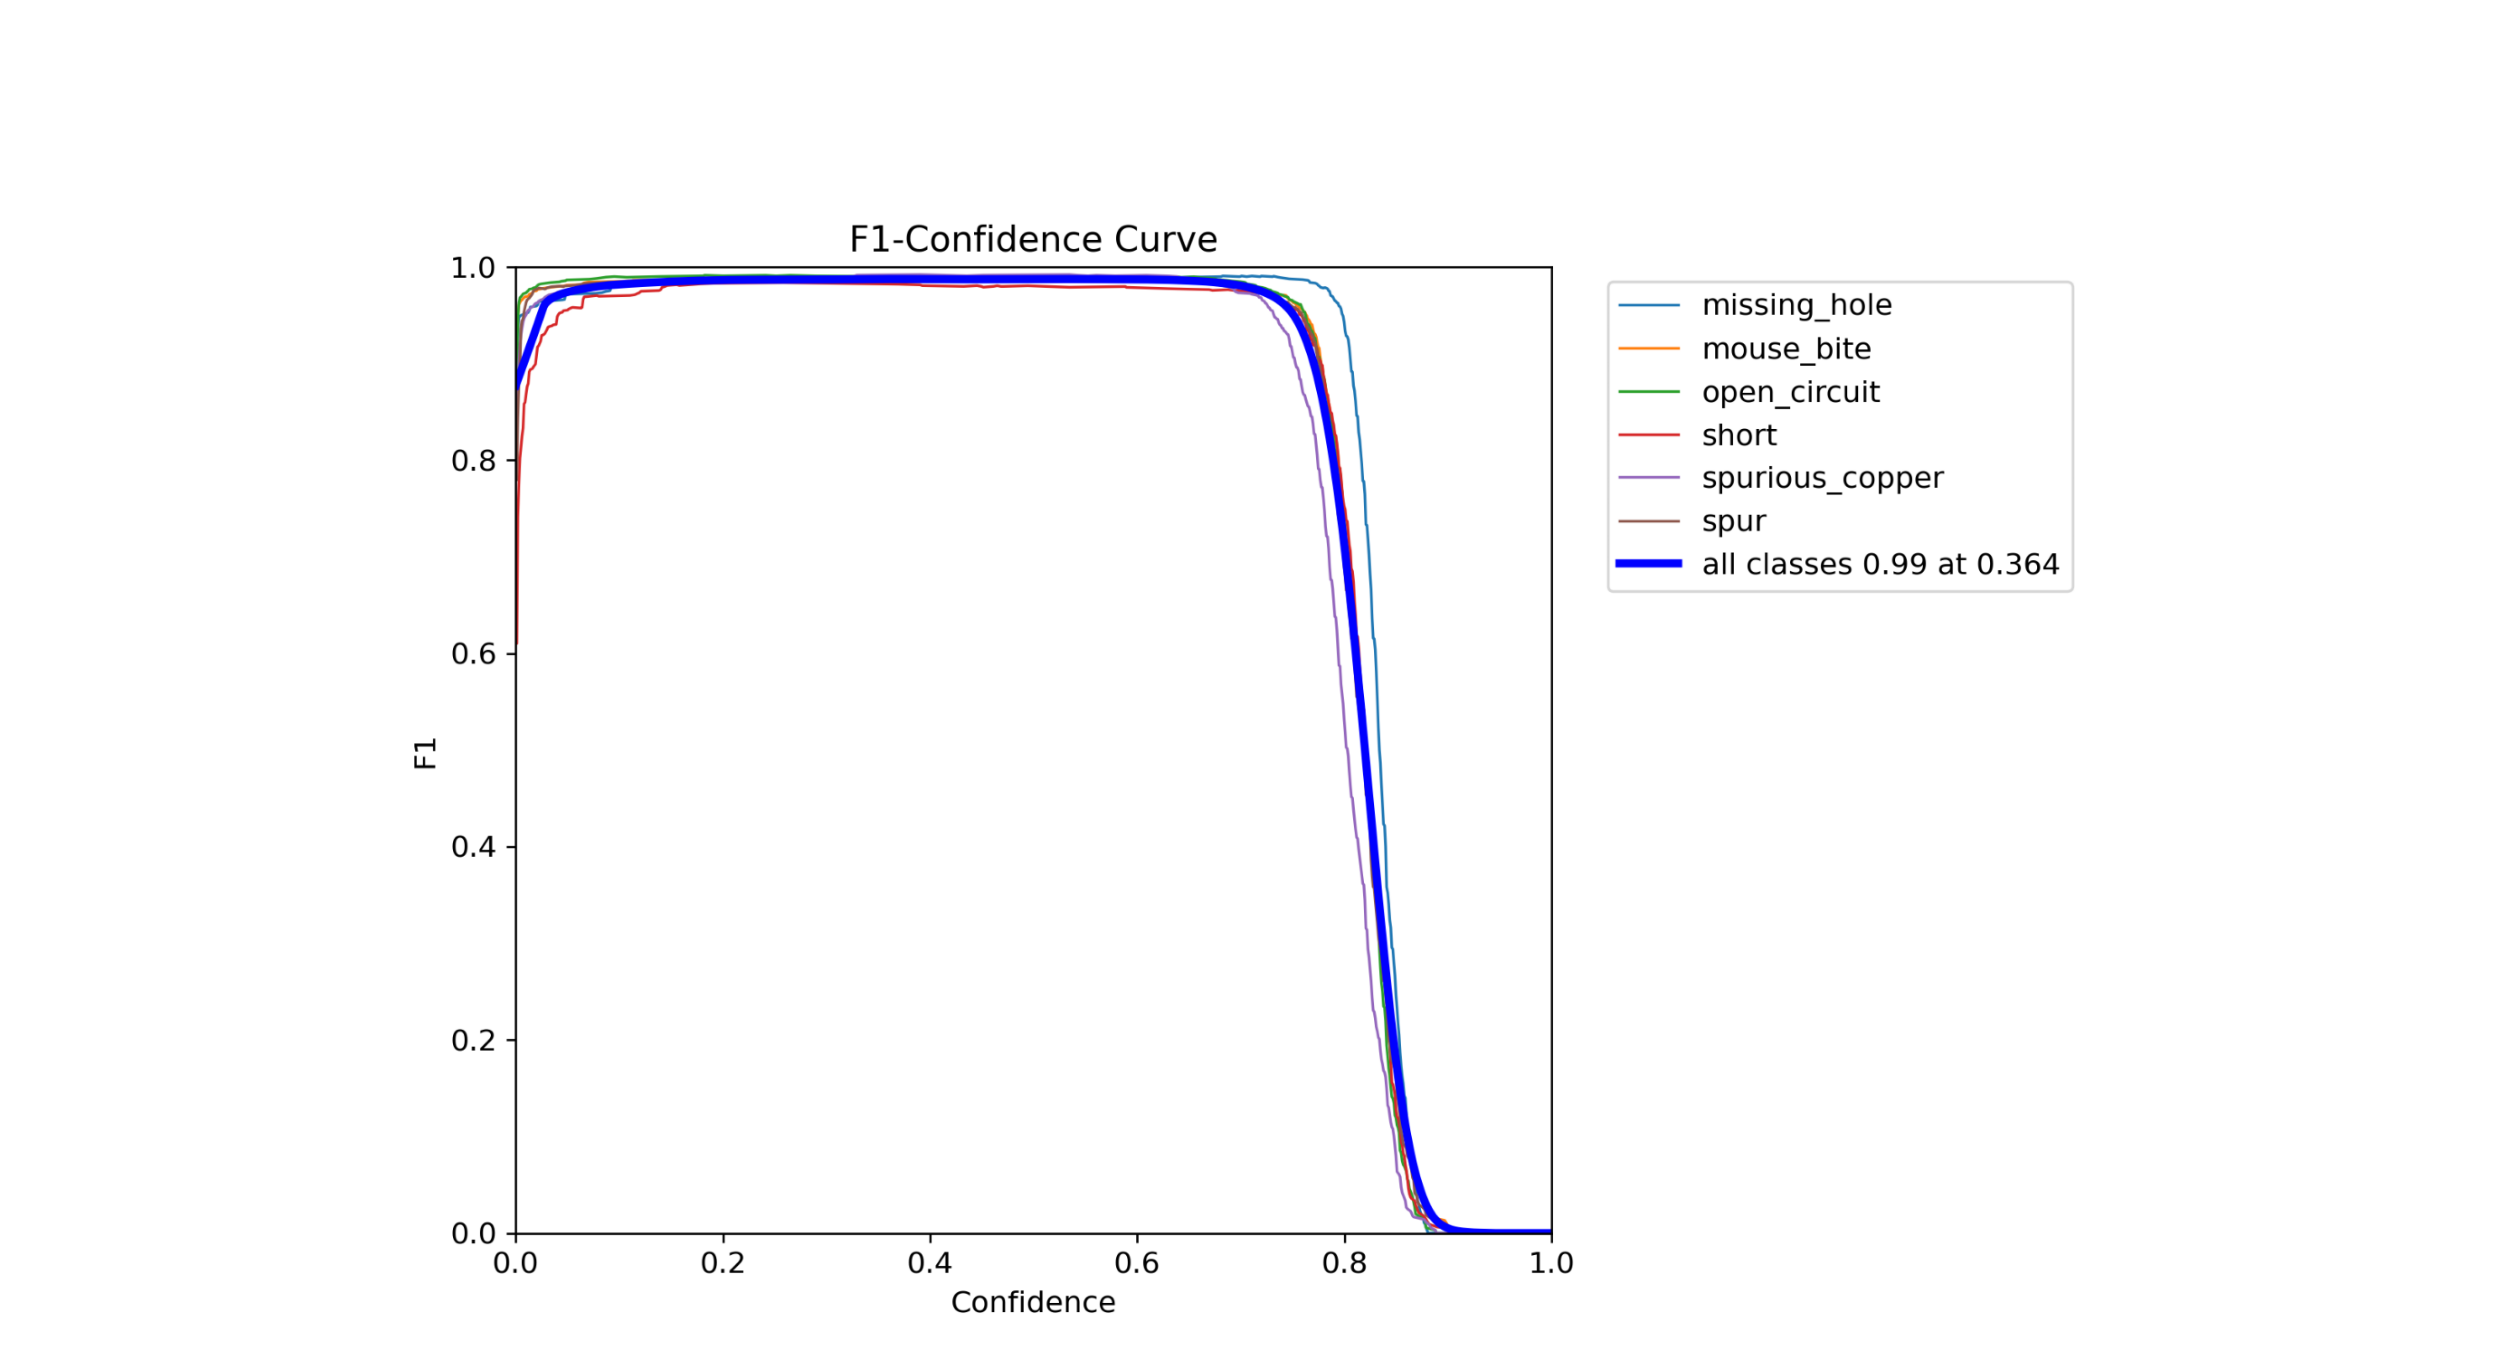 F1-Confidence Curve
1.0
0.8
0.6
0.4
0.2
0.0
F1
0.0 0.2 0.4 0.6 0.8 1.0
Confidence
missing_hole
mouse_bite
open_circuit
short
spurious_copper
spur
all classes 0.99 at 0.364